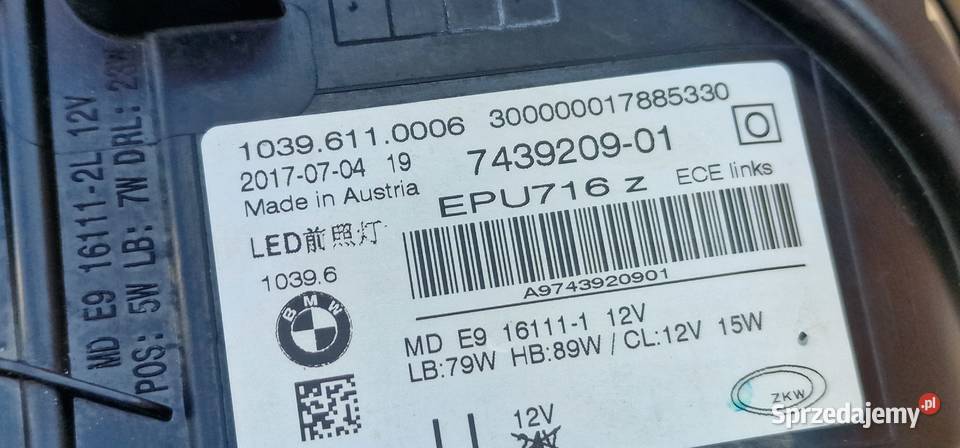 MD E9 16111-2L 12V
POS: 5W LB: 7W DRL: 23W
1039.611.0006 300000017885330
2017-07-04 19 7439209-01
Made in Austria EPU716 z ECE links
LED前照灯
1039.6
A9743920901
BMW
MD E9 16111-1 12V
LB:79W HB:89W / CL:12V 15W
ZKW
12V
24V
Sprzedajemy.pl